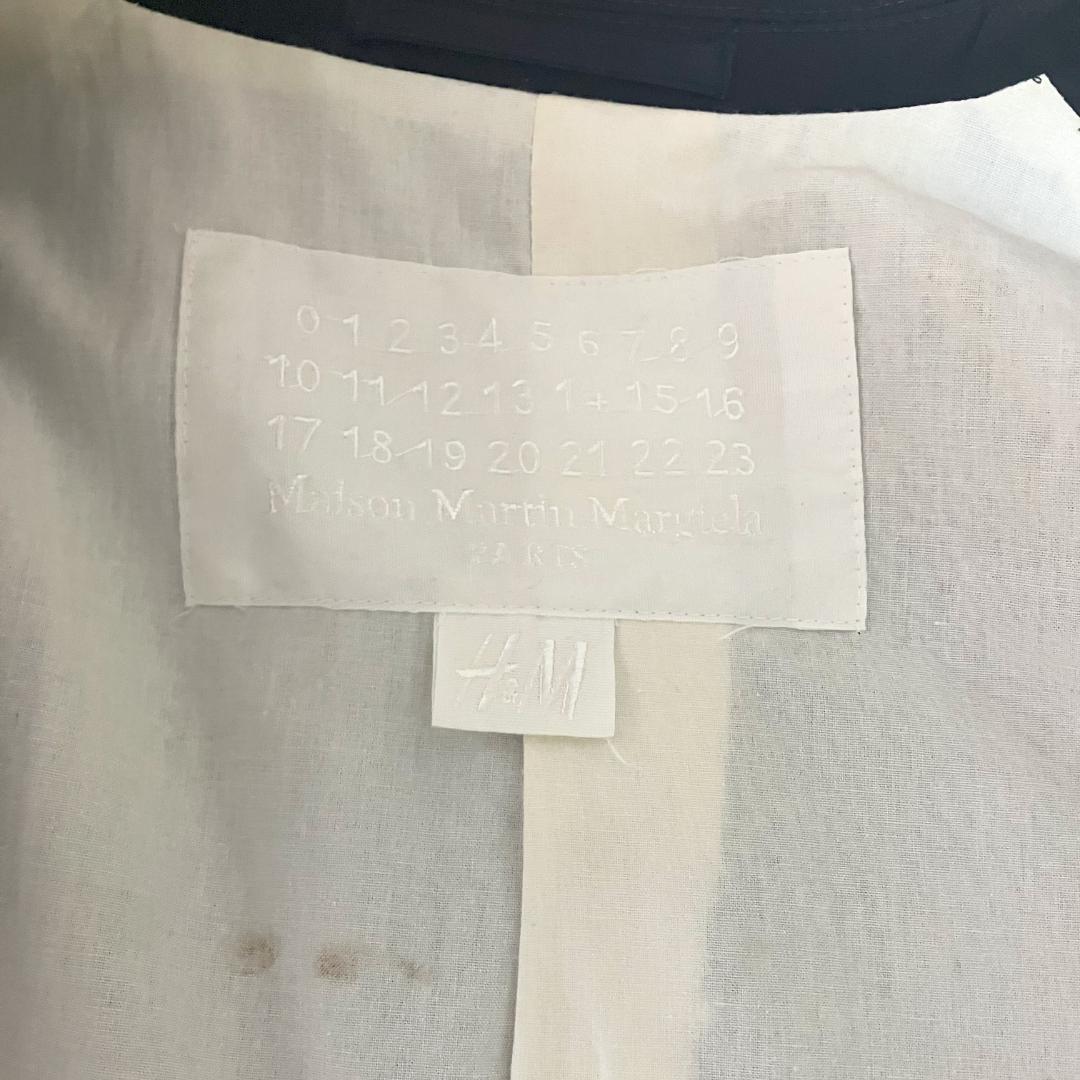 0 1 2 3 4 5 6 7 8 9
10 11 12 13 14 15 16
17 18 19 20 21 22 23
Maison Martin Margiela
PARIS
H&M